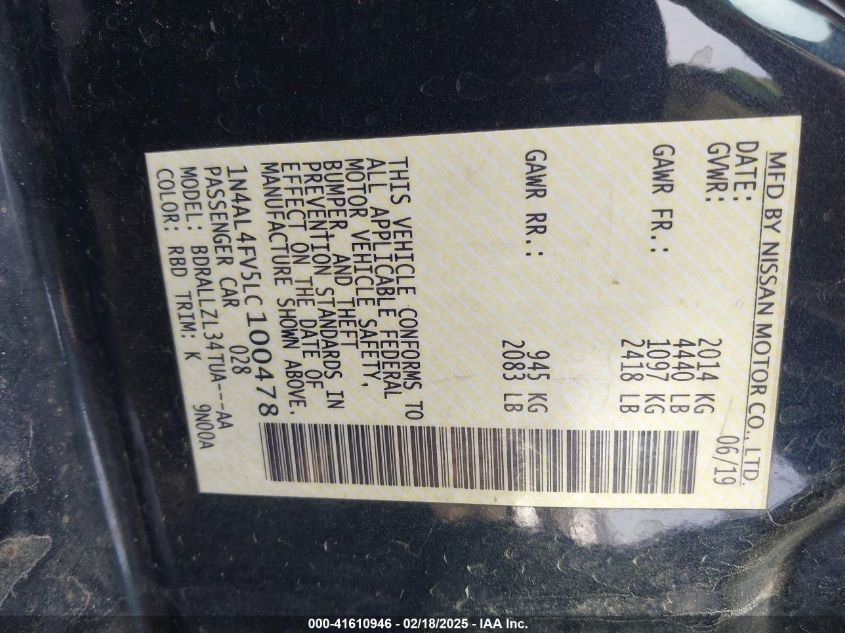 MFD BY NISSAN MOTOR CO., LTD.
DATE: 06/19
GVWR: 2014 KG
4440 LB
GAWR FR.: 1097 KG
2418 LB
GAWR RR.: 945 KG
2083 LB
THIS VEHICLE CONFORMS TO
ALL APPLICABLE FEDERAL
MOTOR VEHICLE SAFETY,
BUMPER, AND THEFT
PREVENTION STANDARDS IN
EFFECT ON THE DATE OF
MANUFACTURE SHOWN ABOVE.
1N4AL4FV5LC100478
PASSENGER CAR 028
MODEL: BDRALLZL34TUA---AA
COLOR: RBD TRIM: K 9N00A
000-41610946 - 02/18/2025 - IAA Inc.